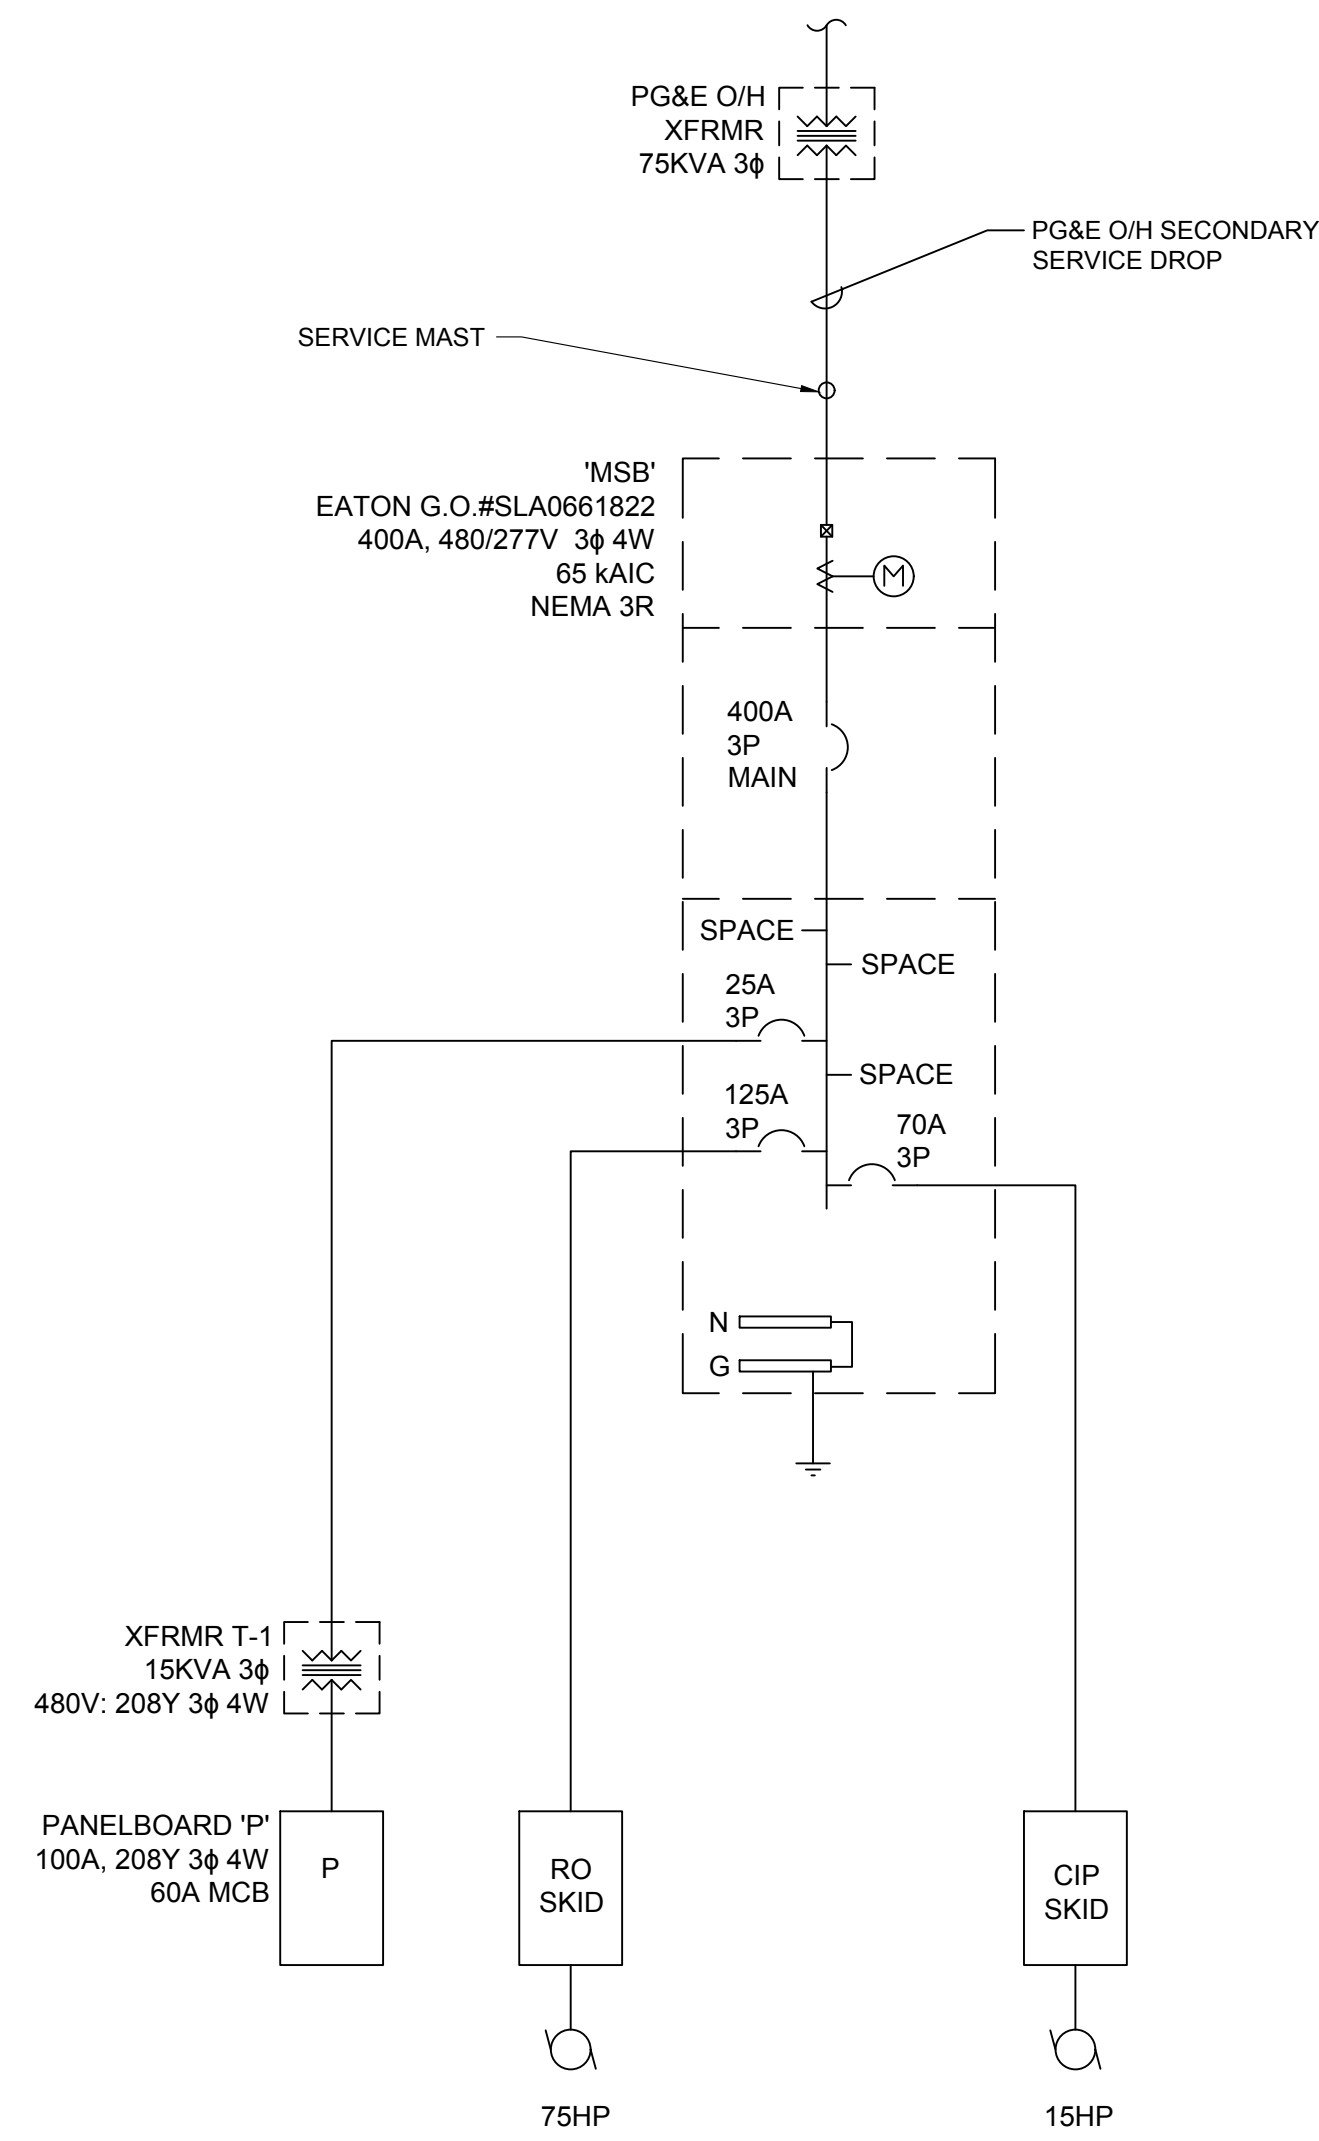 PG&E O/H
XFRMR
75KVA 3ϕ
PG&E O/H SECONDARY
SERVICE DROP
SERVICE MAST
'MSB'
EATON G.O.#SLA0661822
400A, 480/277V 3ϕ 4W
65 kAIC
NEMA 3R
M
400A
3P
MAIN
SPACE
SPACE
25A
3P
SPACE
125A
3P
70A
3P
N
G
XFRMR T-1
15KVA 3ϕ
480V: 208Y 3ϕ 4W
PANELBOARD 'P'
100A, 208Y 3ϕ 4W
60A MCB
P
RO
SKID
CIP
SKID
75HP
15HP